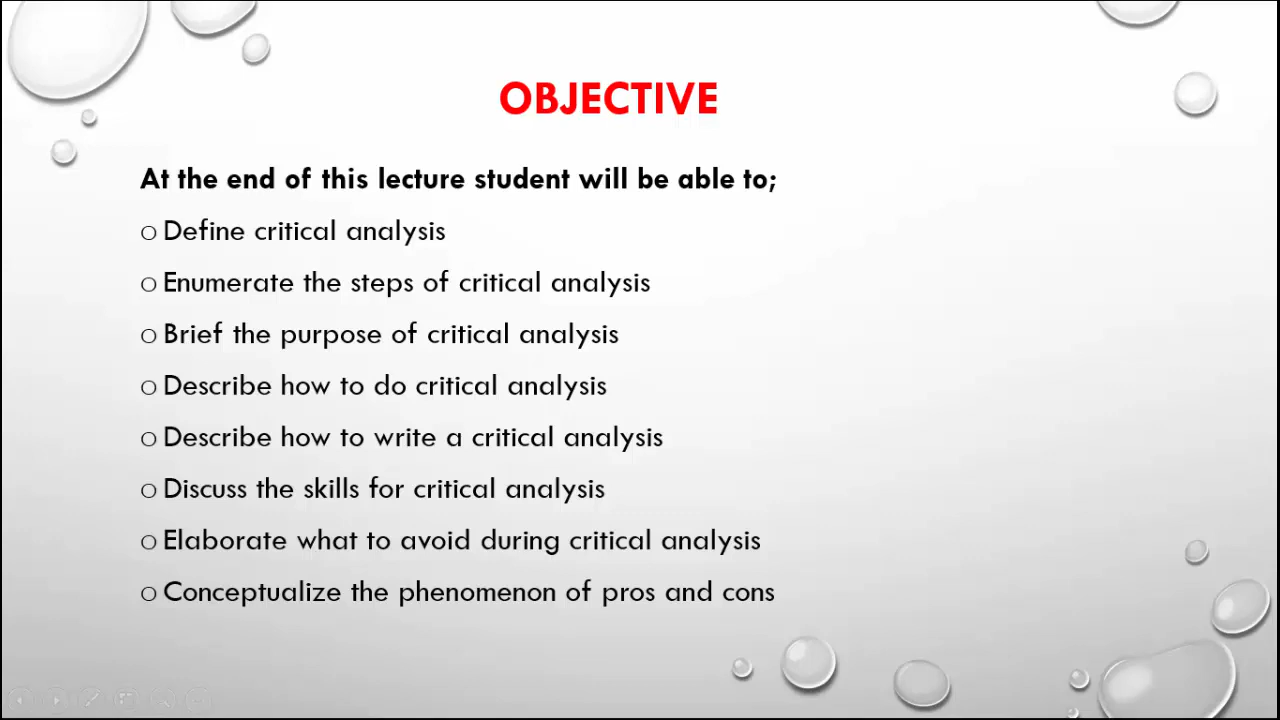 OBJECTIVE
At the end of this lecture student will be able to;
o Define critical analysis
o Enumerate the steps of critical analysis
o Brief the purpose of critical analysis
o Describe how to do critical analysis
o Describe how to write a critical analysis
o Discuss the skills for critical analysis
o Elaborate what to avoid during critical analysis
o Conceptualize the phenomenon of pros and cons